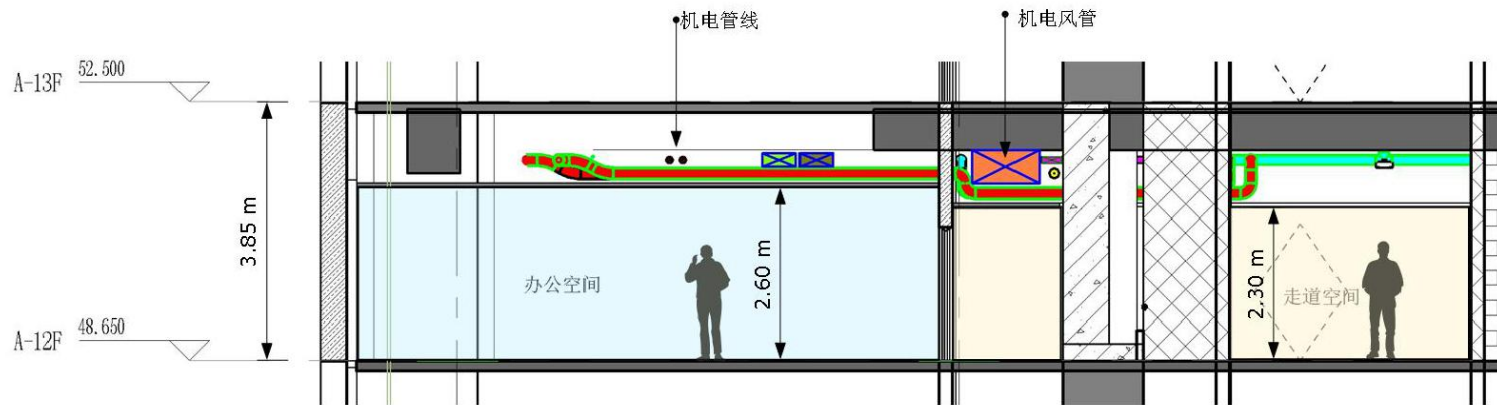 机电管线
机电风管
A-13F
52.500
3.85 m
办公空间
2.60 m
2.30 m
走道空间
A-12F
48.650